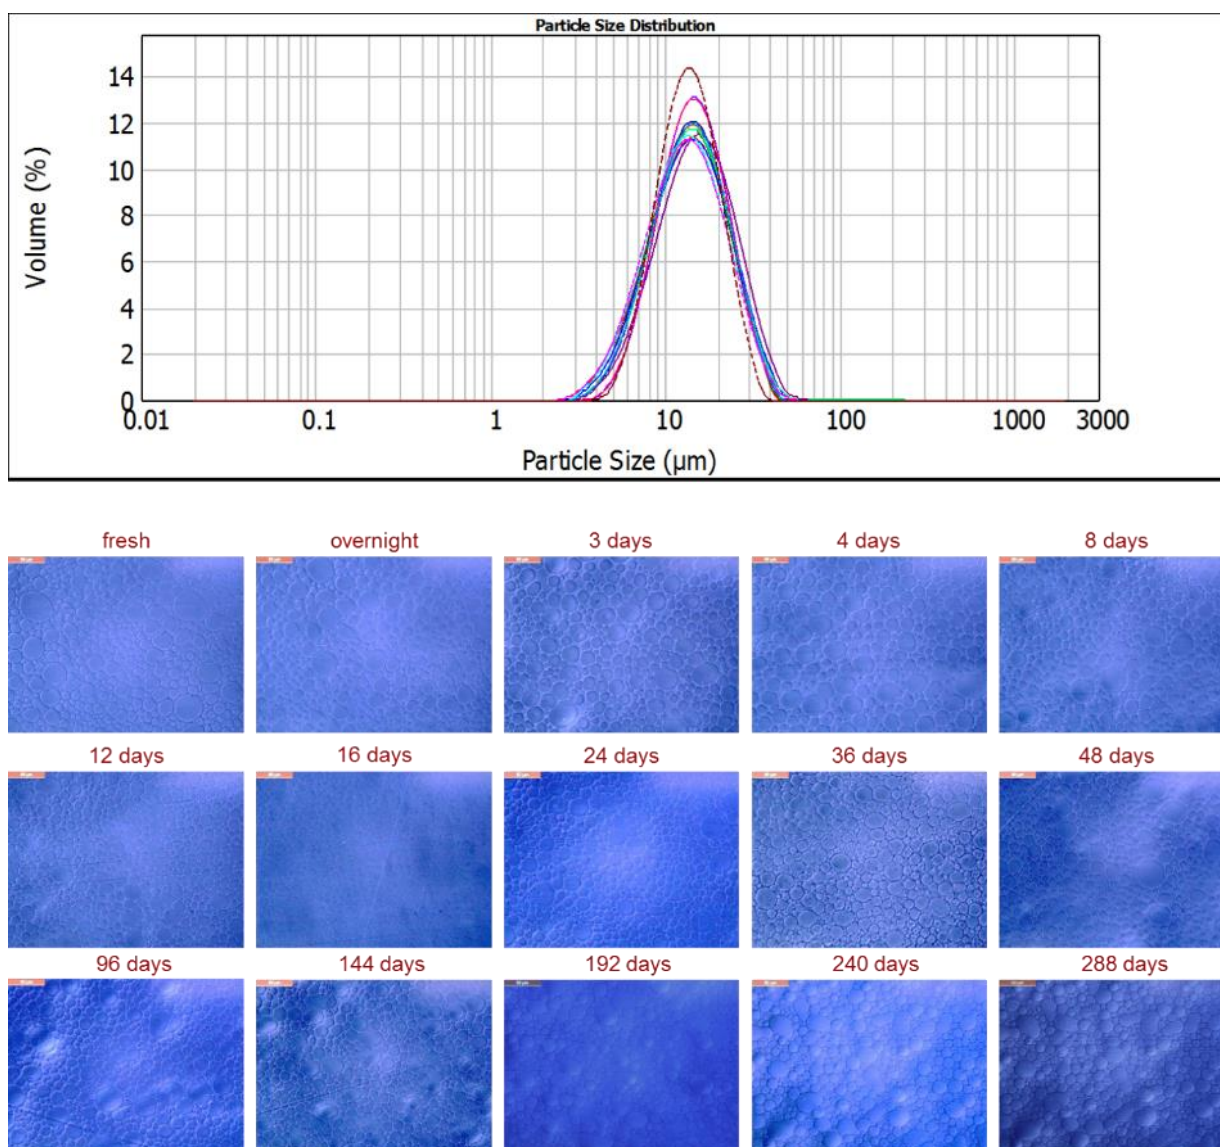 Particle Size Distribution
Volume (%)
14
12
10
8
6
4
2
0
0.01 0.1 1 10 100 1000 3000
Particle Size (µm)
fresh overnight 3 days 4 days 8 days
12 days 16 days 24 days 36 days 48 days
96 days 144 days 192 days 240 days 288 days